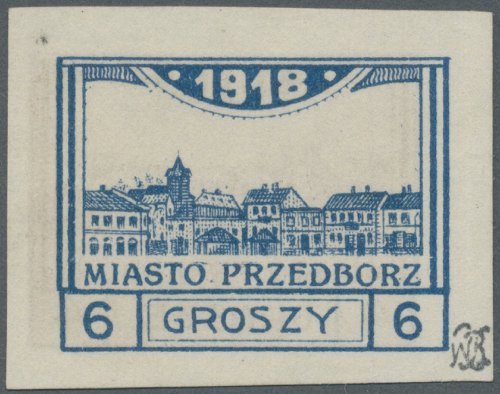 · 1918 ·
MIASTO PRZEDBORZ
6 GROSZY 6